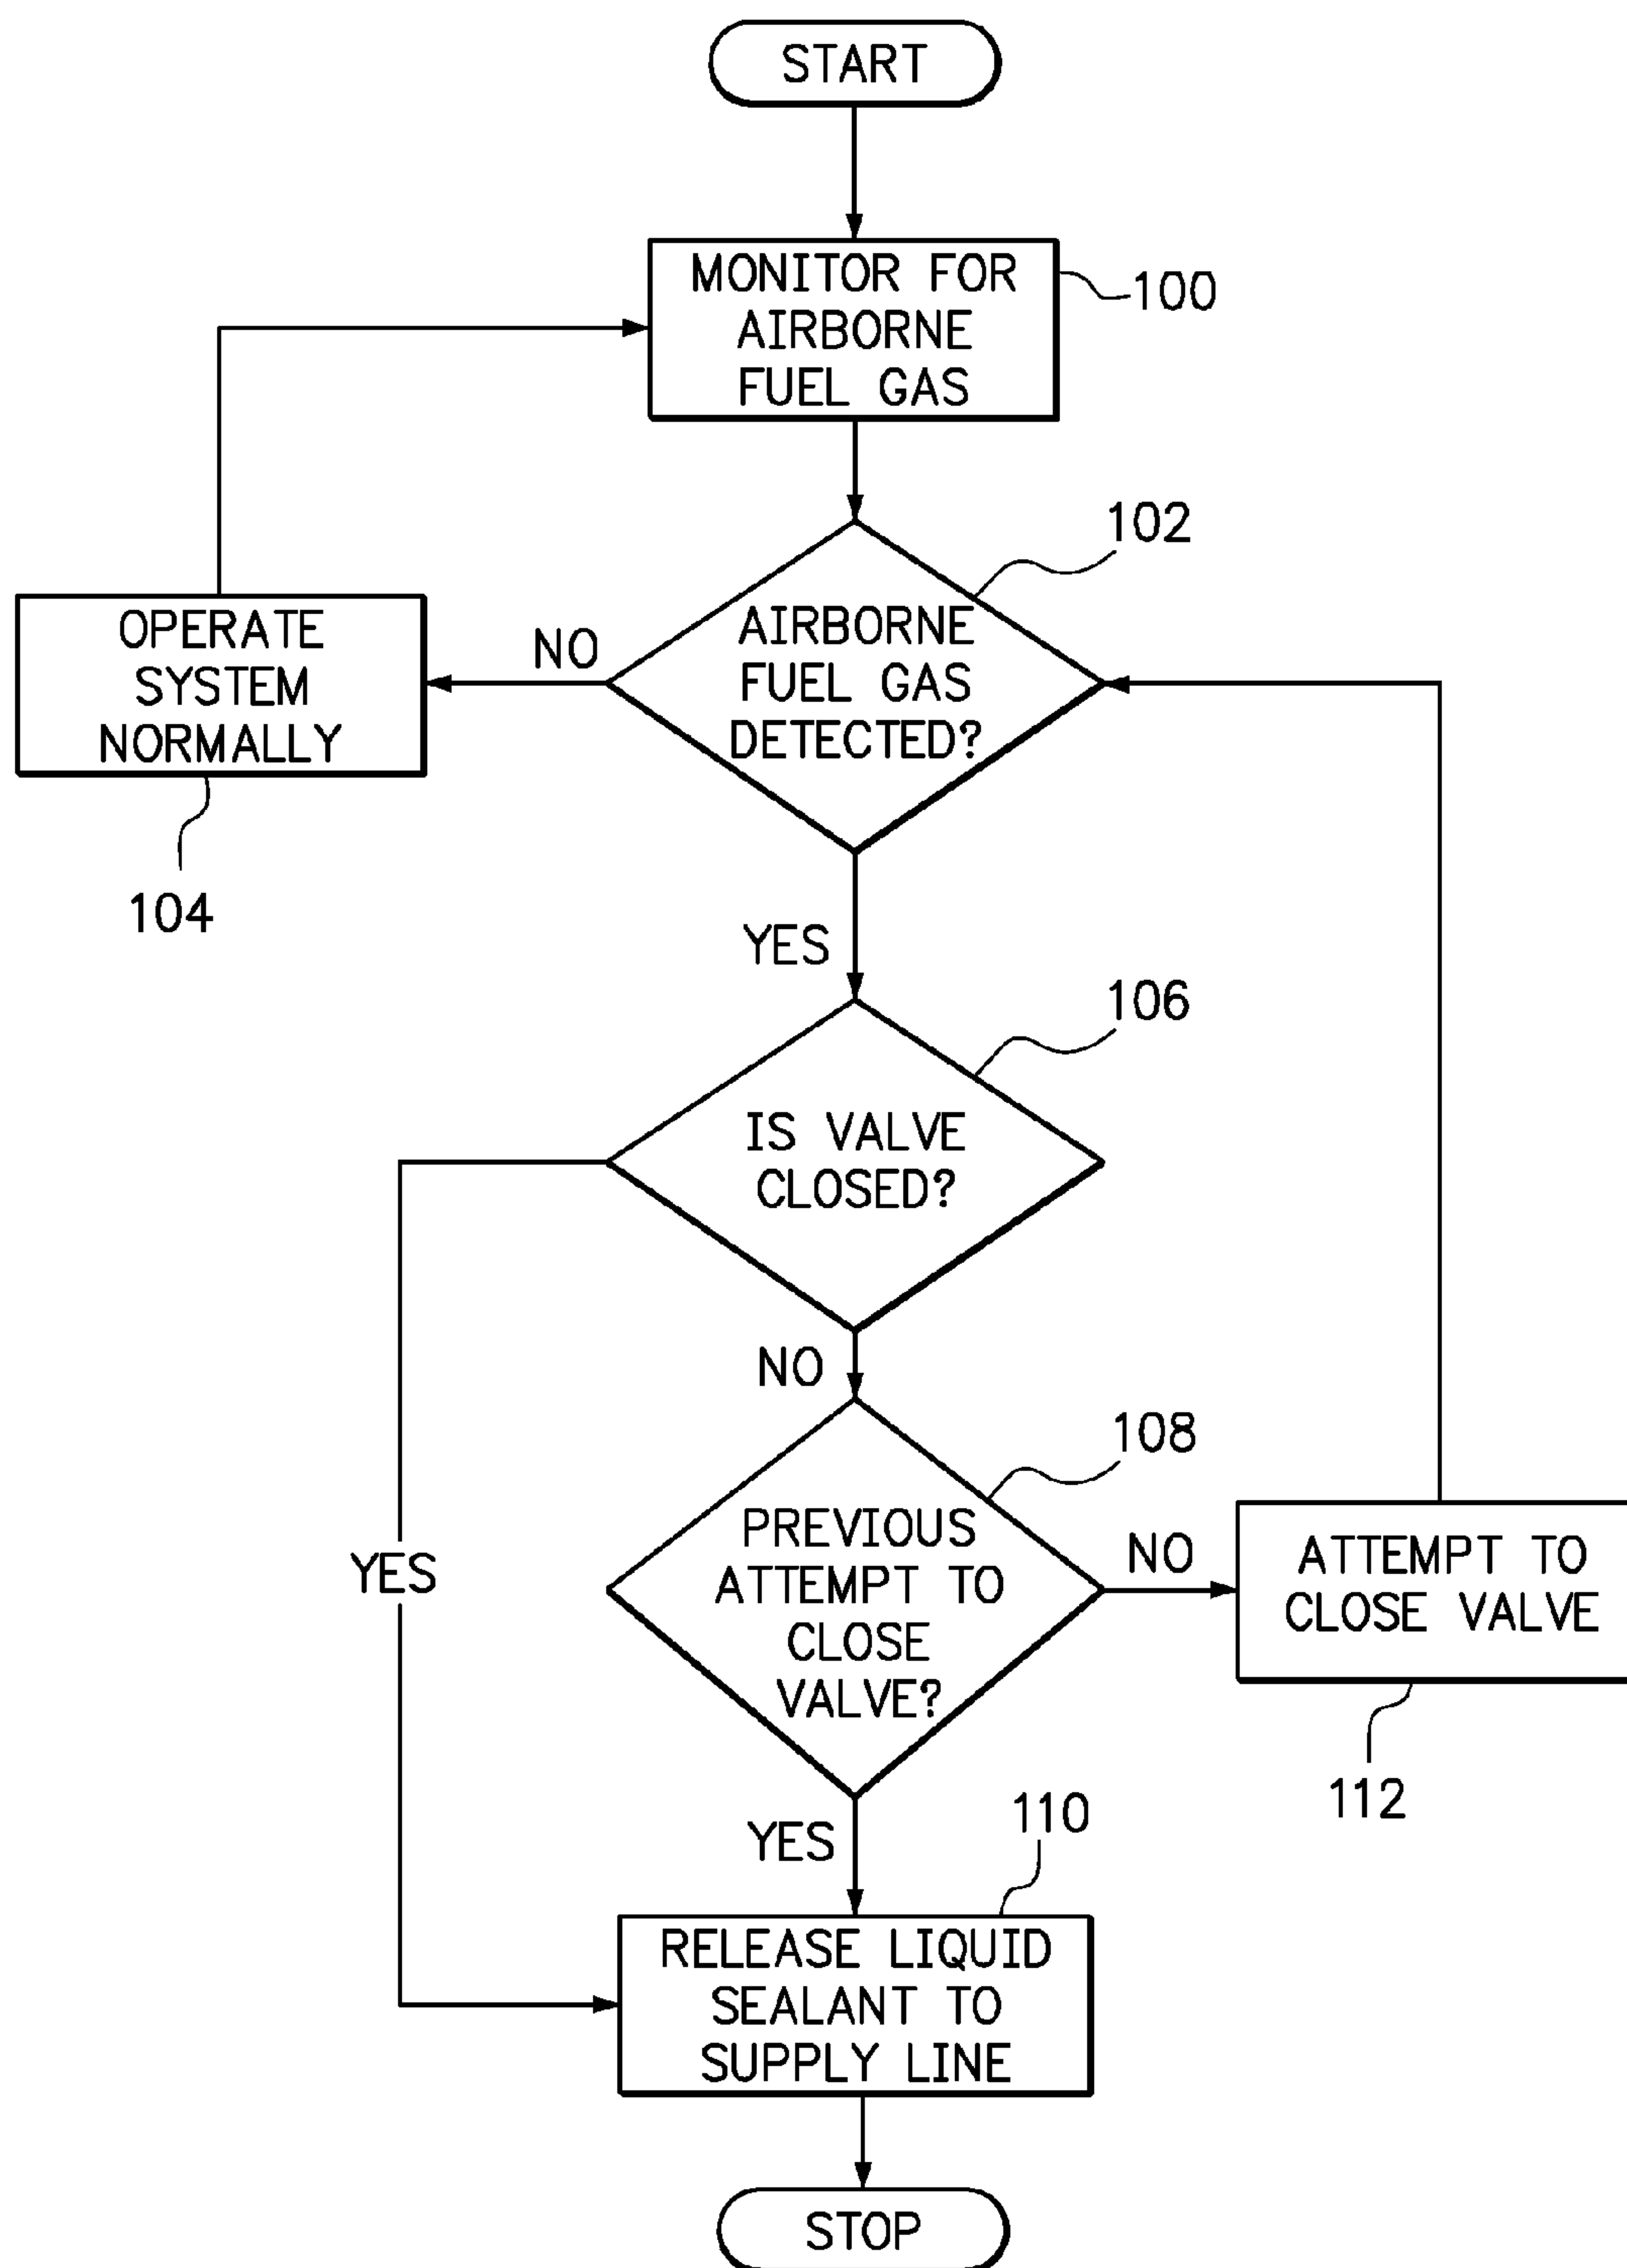 START
MONITOR FOR
AIRBORNE
FUEL GAS
100
102
AIRBORNE
FUEL GAS
DETECTED?
NO
OPERATE
SYSTEM
NORMALLY
104
YES
106
IS VALVE
CLOSED?
NO
YES
108
PREVIOUS
ATTEMPT TO
CLOSE
VALVE?
NO
ATTEMPT TO
CLOSE VALVE
112
YES
110
RELEASE LIQUID
SEALANT TO
SUPPLY LINE
STOP